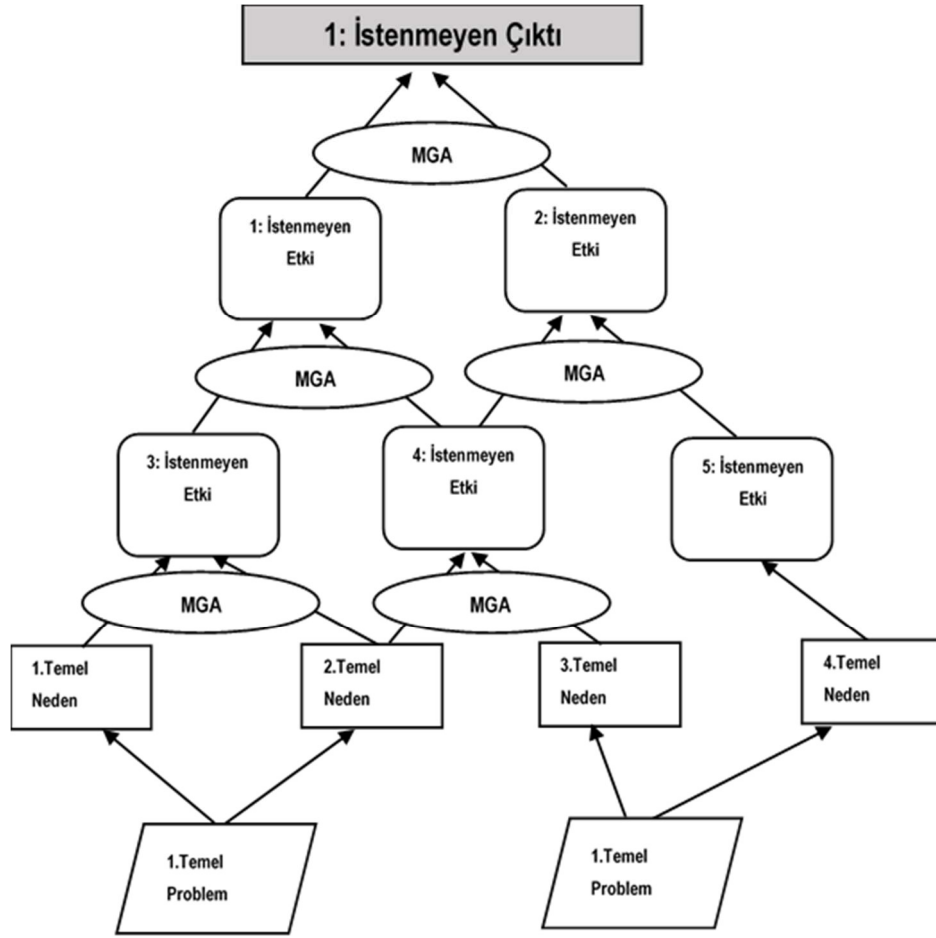 1: İstenmeyen Çıktı
MGA
1: İstenmeyen
Etki
2: İstenmeyen
Etki
MGA
MGA
3: İstenmeyen
Etki
4: İstenmeyen
Etki
5: İstenmeyen
Etki
MGA
MGA
1.Temel
Neden
2.Temel
Neden
3.Temel
Neden
4.Temel
Neden
1.Temel
Problem
1.Temel
Problem